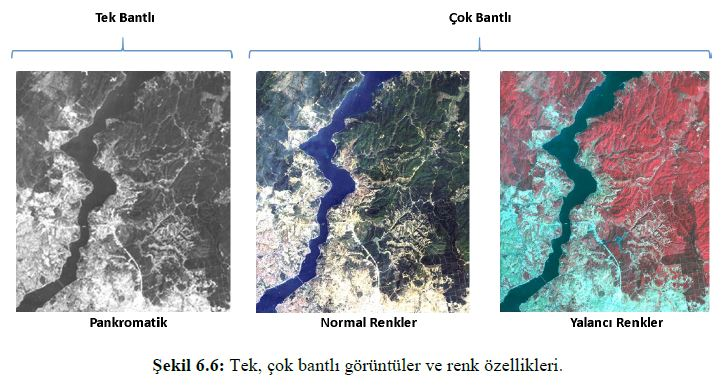 Tek Bantlı
Çok Bantlı
Pankromatik
Normal Renkler
Yalancı Renkler
Şekil 6.6: Tek, çok bantlı görüntüler ve renk özellikleri.